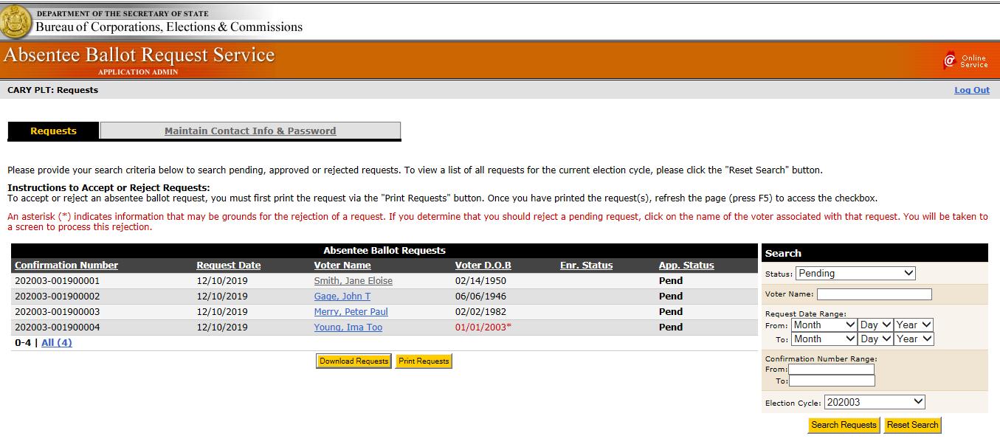 DEPARTMENT OF THE SECRETARY OF STATE
Bureau of Corporations, Elections & Commissions
Absentee Ballot Request Service
APPLICATION ADMIN
@ Online Service
CARY PLT: Requests Log Out
Requests Maintain Contact Info & Password
Please provide your search criteria below to search pending, approved or rejected requests. To view a list of all requests for the current election cycle, please click the "Reset Search" button.
Instructions to Accept or Reject Requests:
To accept or reject an absentee ballot request, you must first print the request via the "Print Requests" button. Once you have printed the request(s), refresh the page (press F5) to access the checkbox.
An asterisk (*) indicates information that may be grounds for the rejection of a request. If you determine that you should reject a pending request, click on the name of the voter associated with that request. You will be taken to
a screen to process this rejection.
Absentee Ballot Requests
Confirmation Number Request Date Voter Name Voter D.O.B Enr. Status App. Status
202003-001900001 12/10/2019 Smith, Jane Eloise 02/14/1950 Pend
202003-001900002 12/10/2019 Gage, John T 06/06/1946 Pend
202003-001900003 12/10/2019 Merry, Peter Paul 02/02/1982 Pend
202003-001900004 12/10/2019 Young, Ima Too 01/01/2003* Pend
0-4 | All (4)
Download Requests Print Requests
Search
Status: Pending
Voter Name:
Request Date Range:
From: Month Day Year
To: Month Day Year
Confirmation Number Range:
From:
To:
Election Cycle: 202003
Search Requests Reset Search